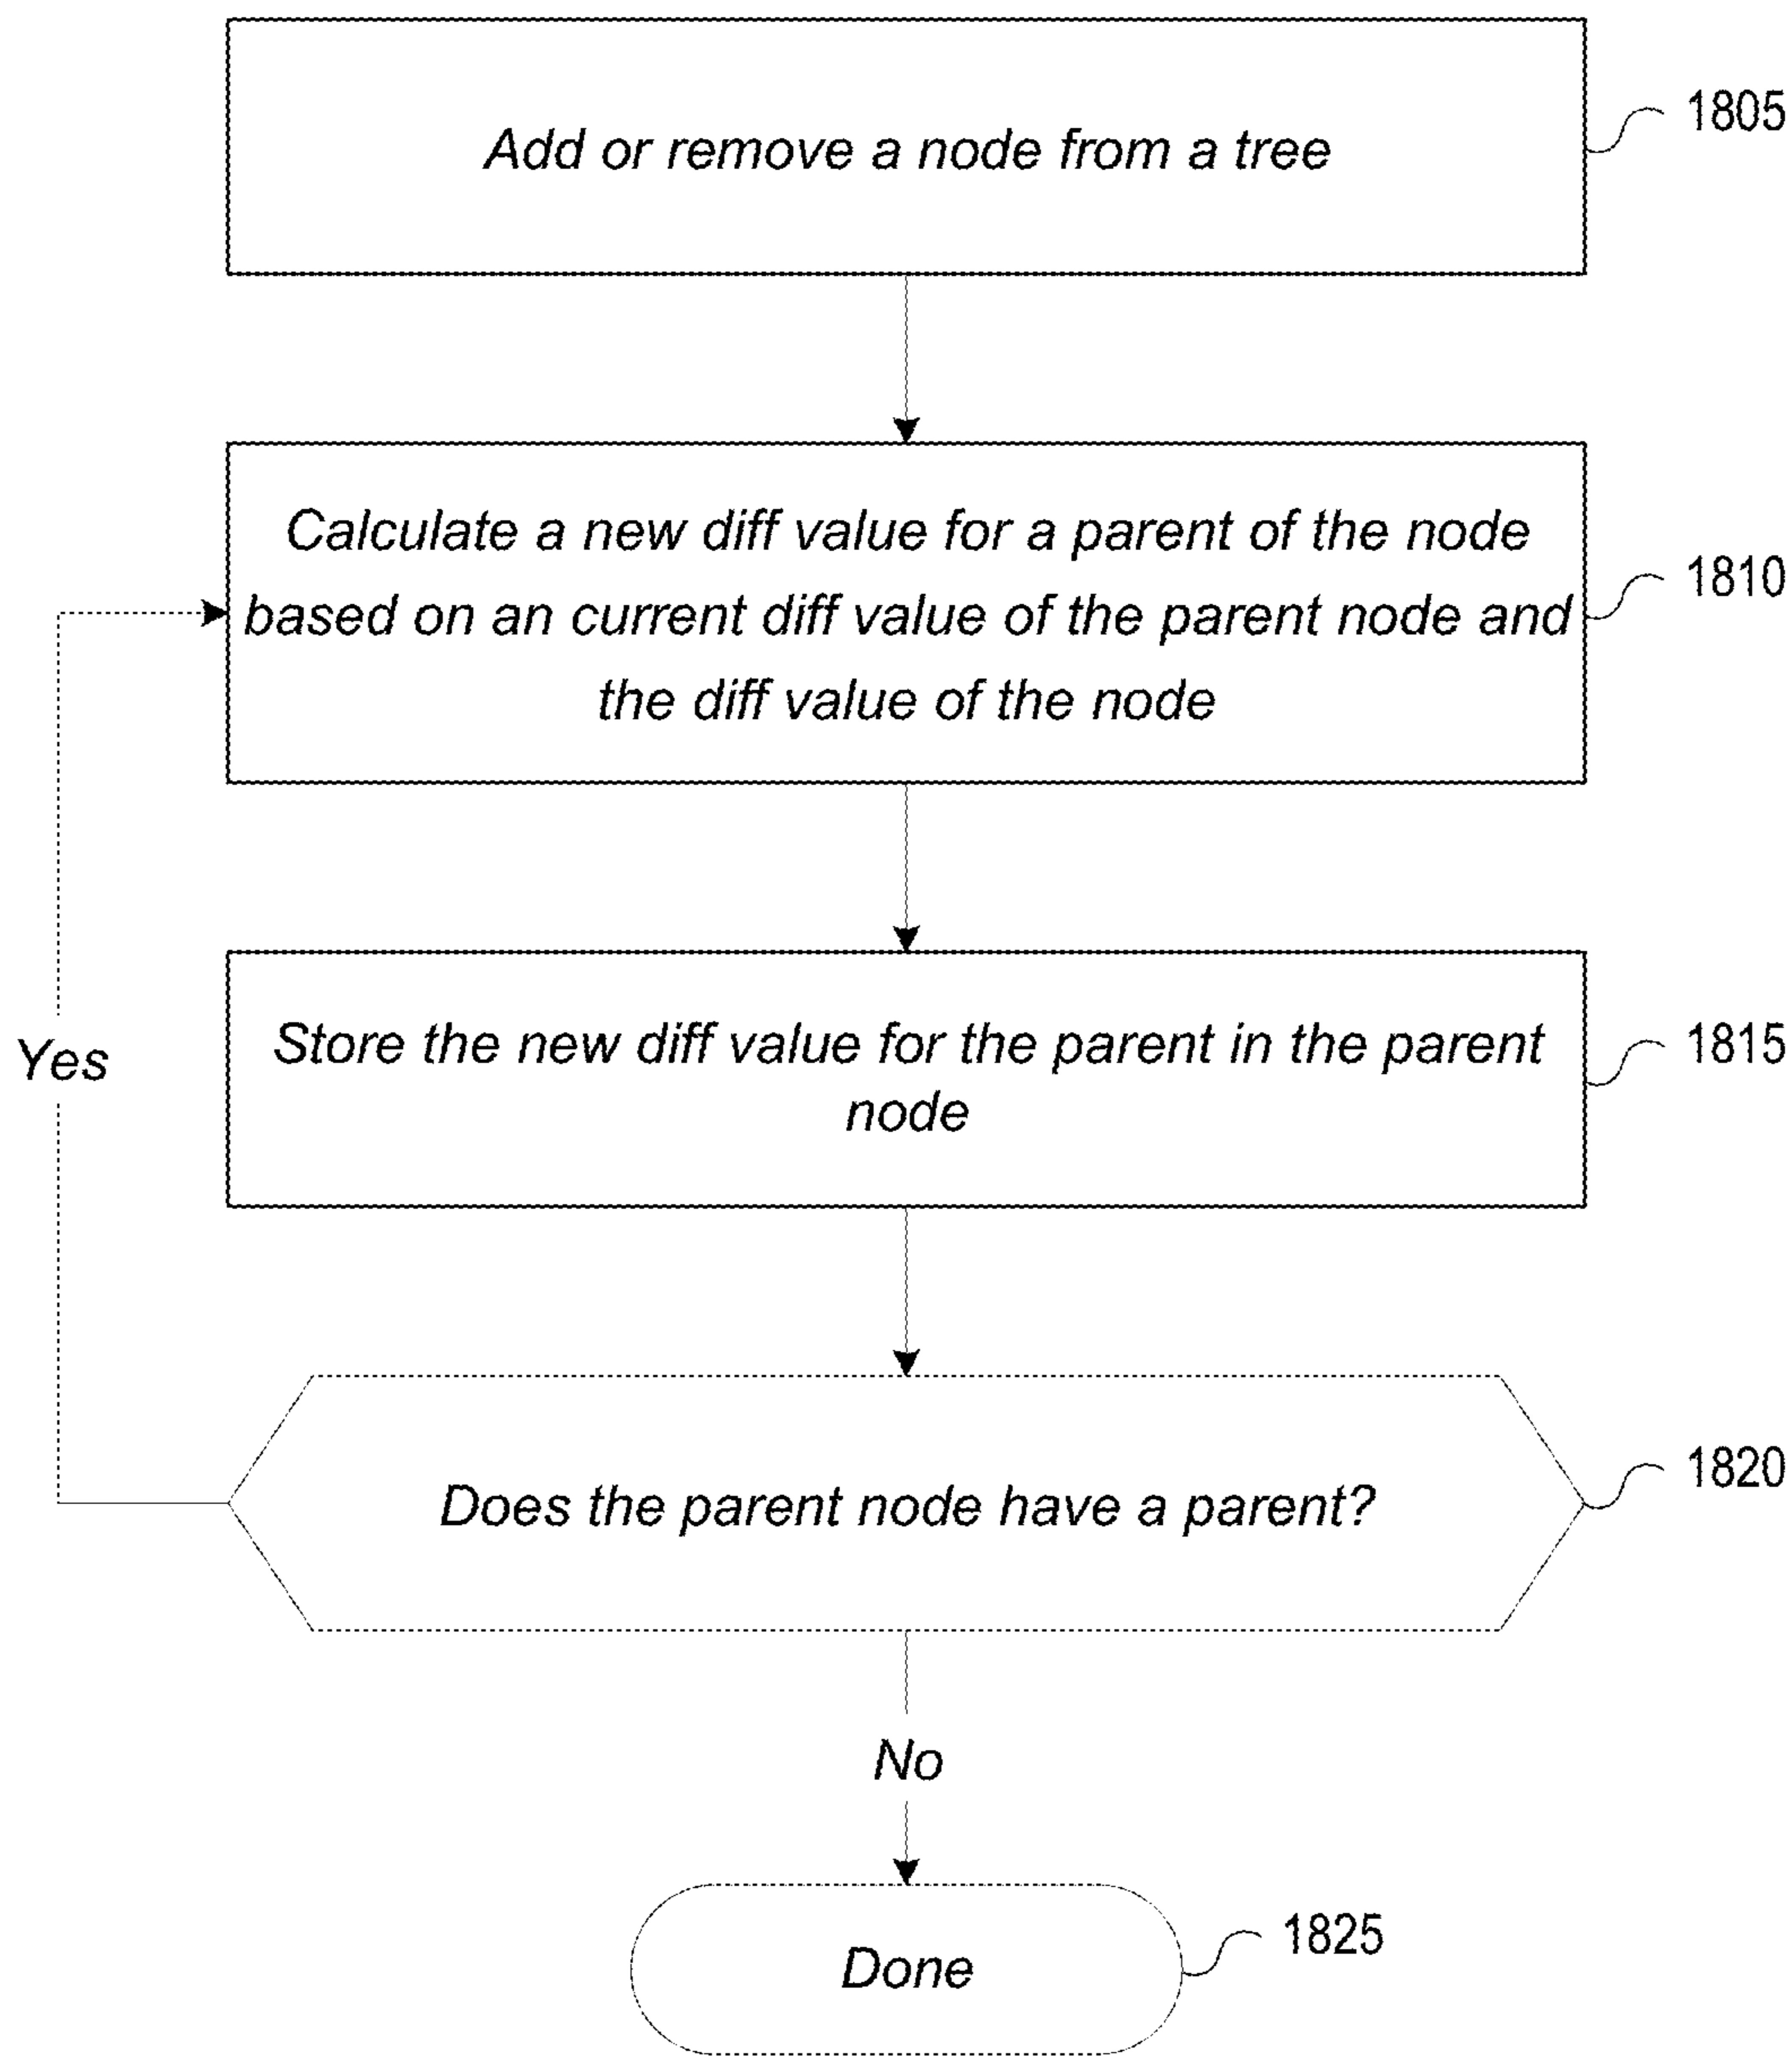 Add or remove a node from a tree
1805
Calculate a new diff value for a parent of the node
based on an current diff value of the parent node and
the diff value of the node
1810
Store the new diff value for the parent in the parent
node
1815
Yes
Does the parent node have a parent?
1820
No
Done
1825